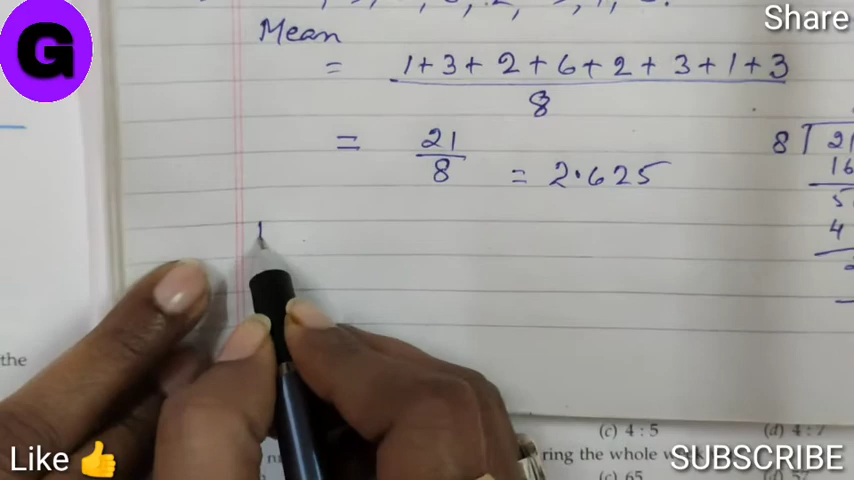 G
Share
Mean
= 1 + 3 + 2 + 6 + 2 + 3 + 1 + 3
8
= 21
8
= 2.625
8 21
16
4
the
(c) 4 : 5
(d) 4 : 7
ring the whole
(c) 65
Like 👍
SUBSCRIBE